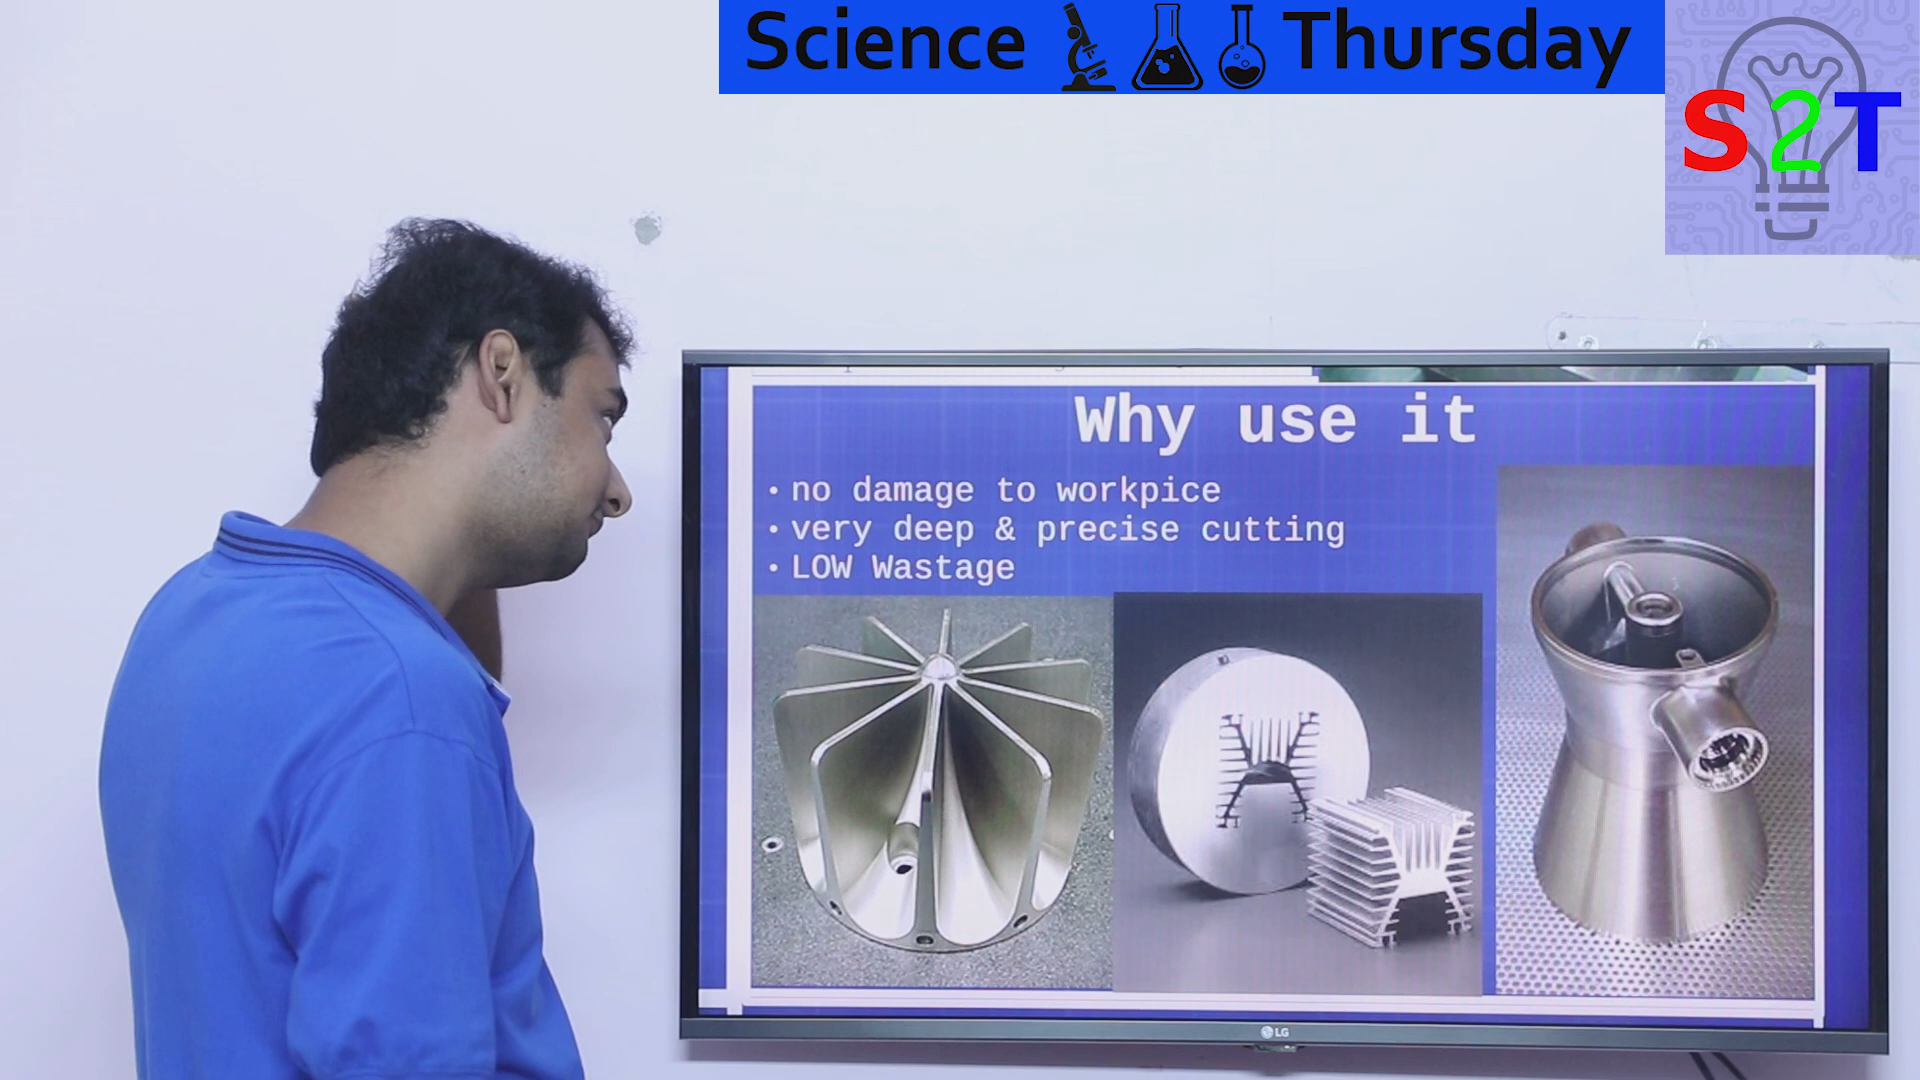 Science Thursday
S2T
Why use it
• no damage to workpice
• very deep & precise cutting
• LOW Wastage
LG